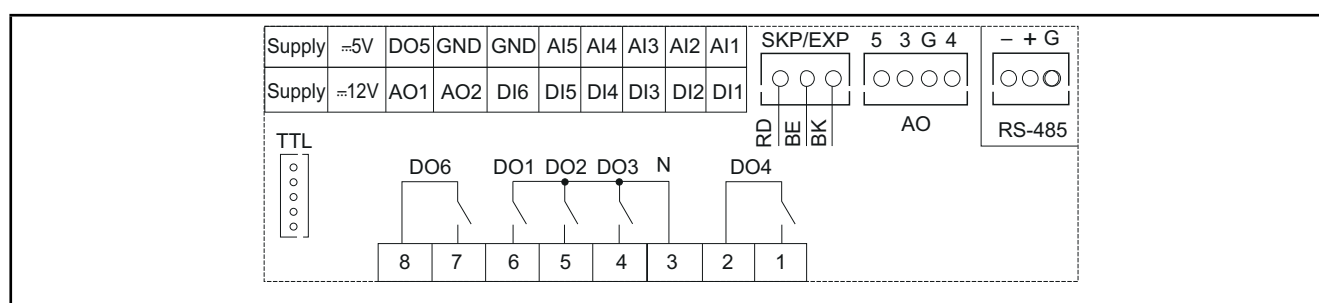 Supply ⎓5V DO5 GND GND AI5 AI4 AI3 AI2 AI1
Supply ⎓12V AO1 AO2 DI6 DI5 DI4 DI3 DI2 DI1
SKP/EXP
RD BE BK
5 3 G 4
AO
– + G
RS-485
TTL
DO6 DO1 DO2 DO3 N DO4
8 7 6 5 4 3 2 1